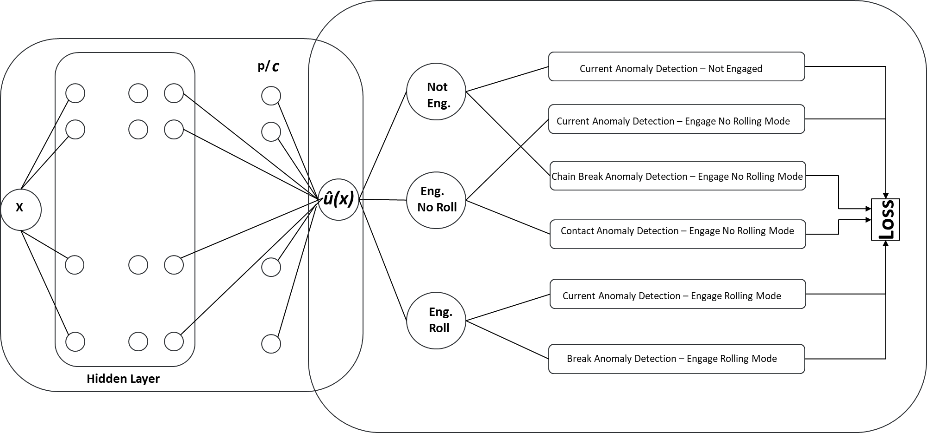 p/c
X
û(x)
Hidden Layer
Not
Eng.
Eng.
No Roll
Eng.
Roll
Current Anomaly Detection – Not Engaged
Current Anomaly Detection – Engage No Rolling Mode
Chain Break Anomaly Detection – Engage No Rolling Mode
Contact Anomaly Detection – Engage No Rolling Mode
Current Anomaly Detection – Engage Rolling Mode
Break Anomaly Detection – Engage Rolling Mode
Loss